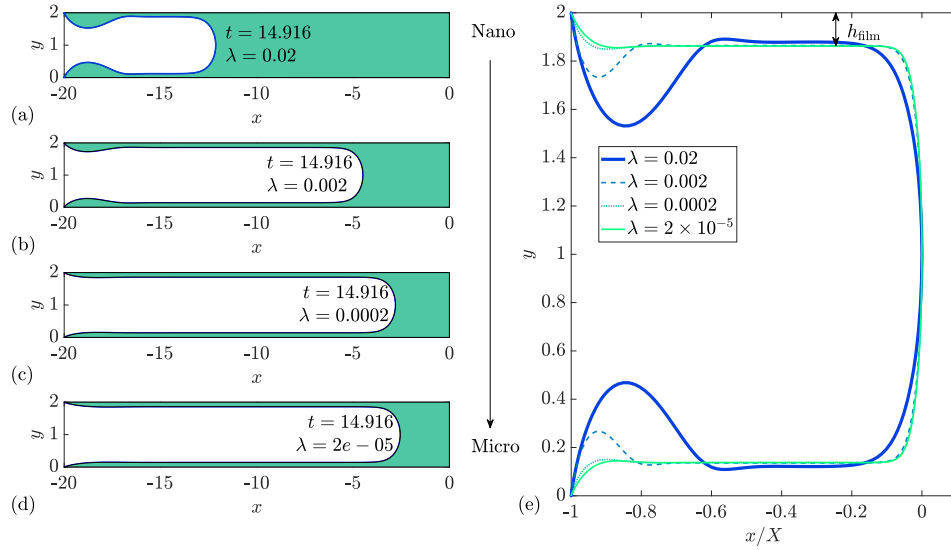 2
y
1
0
t = 14.916
λ = 0.02
-20 -15 -10 -5 0
(a)
x
2
y
1
0
t = 14.916
λ = 0.002
-20 -15 -10 -5 0
(b)
x
2
y
1
0
t = 14.916
λ = 0.0002
-20 -15 -10 -5 0
(c)
x
2
y
1
0
t = 14.916
λ = 2e − 05
-20 -15 -10 -5 0
(d)
x
Nano
Micro
2
1.8
1.6
1.4
1.2
1
y
0.8
0.6
0.4
0.2
0
h_film
λ = 0.02
λ = 0.002
λ = 0.0002
λ = 2 × 10⁻⁵
-1 -0.8 -0.6 -0.4 -0.2 0
(e)
x/X